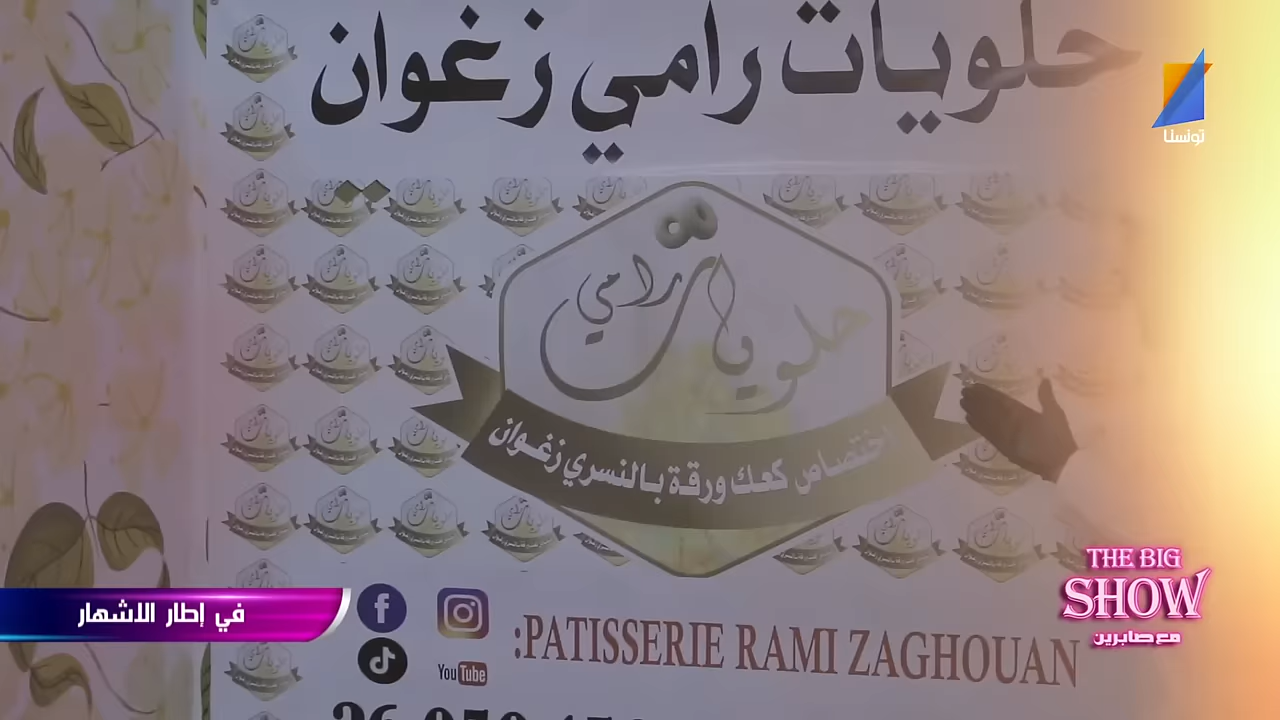 حلويات رامي زغوان
تونسنا
حلويات رامي
اختصاص كعك ورقة بالنسري زغوان
THE BIG
SHOW
مع صابرين
في إطار الاشهار
PATISSERIE RAMI ZAGHOUAN:
YouTube